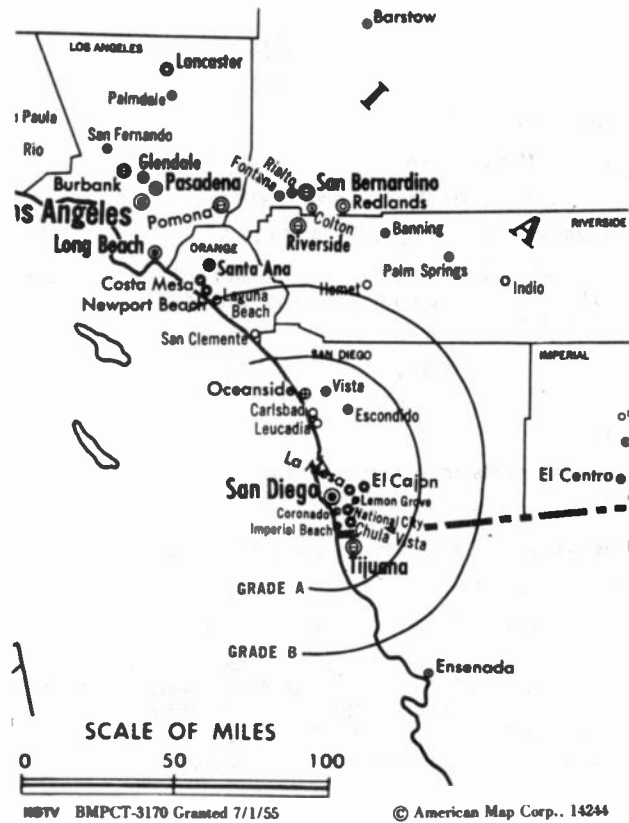 Barstow
LOS ANGELES
Lancaster
Palmdale
Paula
San Fernando
Rio
Glendale
Burbank
Pasadena
Rialto
Fontana
San Bernardino
Redlands
os Angeles
Pomona
Colton
I
A
RIVERSIDE
Riverside
Banning
Long Beach
ORANGE
Santa Ana
Palm Springs
Costa Mesa
Hemet
Indio
Newport Beach
Laguna
Beach
San Clemente
SAN DIEGO
IMPERIAL
Oceanside
Vista
Carlsbad
Escondido
Leucadia
La Mesa
El Cajon
El Centro
San Diego
Lemon Grove
Coronado
National City
Imperial Beach
Chula Vista
Tijuana
GRADE A
GRADE B
Ensenada
SCALE OF MILES
0 50 100
BMPCT-3170 Granted 7/1/55
© American Map Corp.. 14244